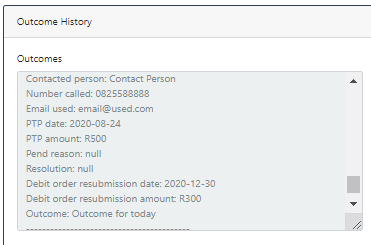 Outcome History
Outcomes
Contacted person: Contact Person
Number called: 0825588888
Email used: email@used.com
PTP date: 2020-08-24
PTP amount: R500
Pend reason: null
Resolution: null
Debit order resubmission date: 2020-12-30
Debit order resubmission amount: R300
Outcome: Outcome for today
----------------------------------------